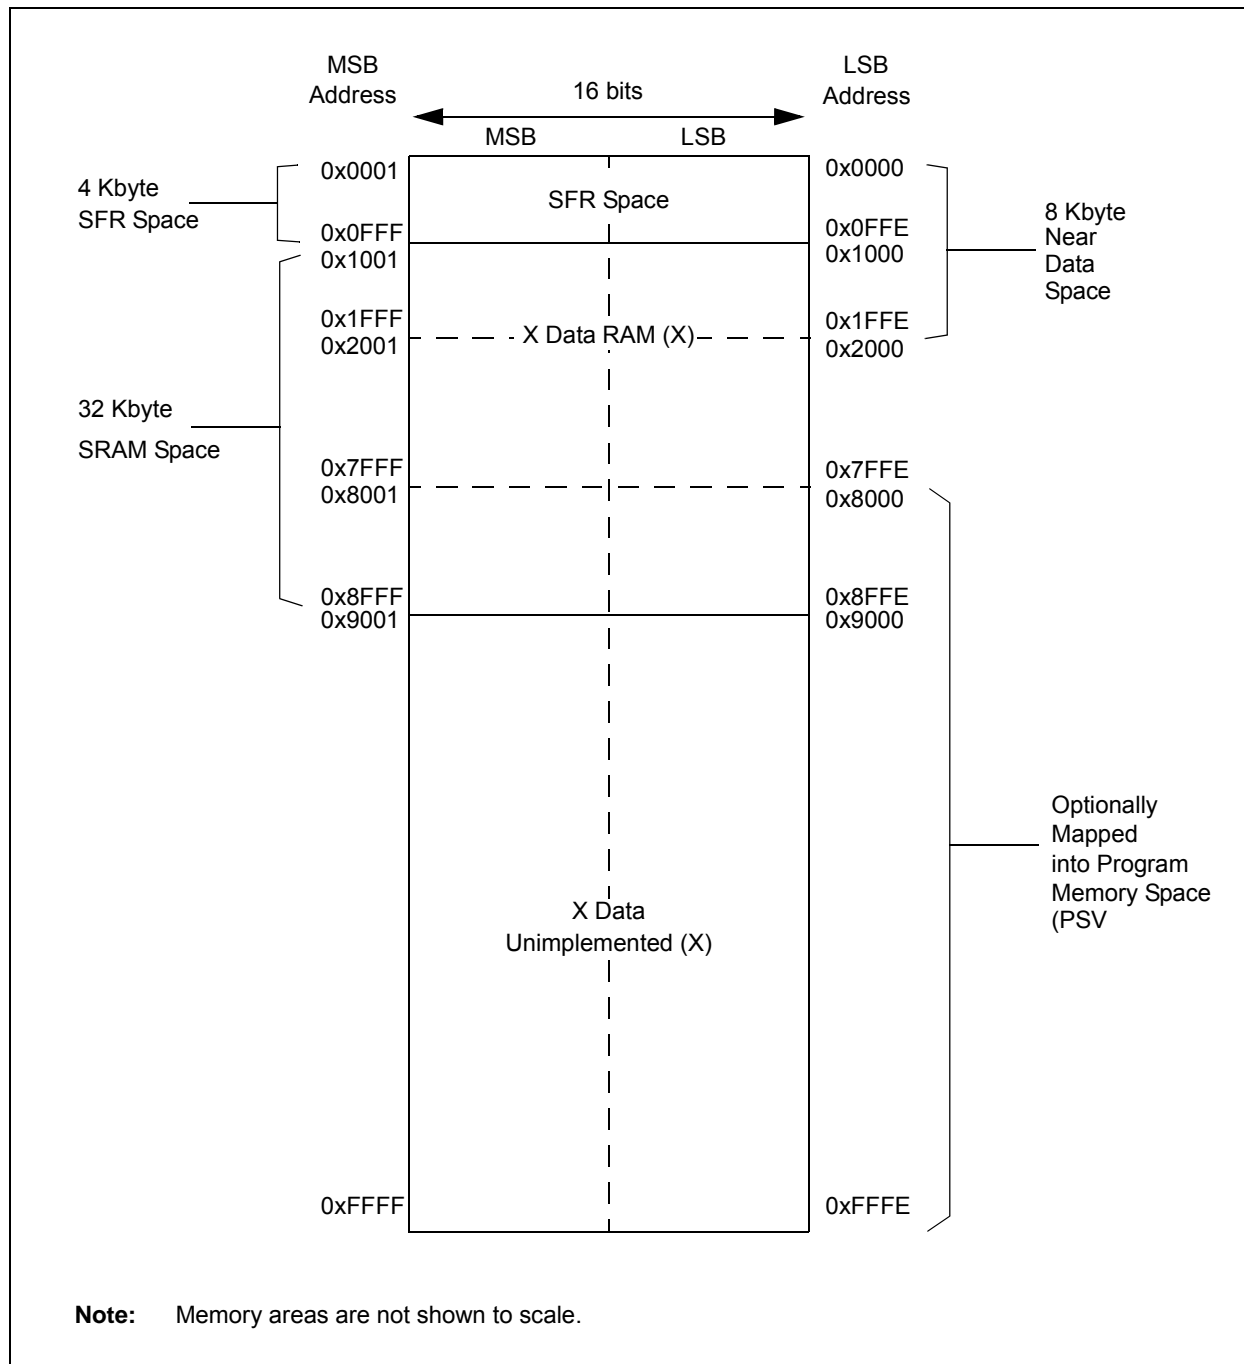 MSB
Address
LSB
Address
16 bits
MSB
LSB
0x0001
0x0000
4 Kbyte
SFR Space
SFR Space
8 Kbyte
Near
Data
Space
0x0FFF
0x0FFE
0x1001
0x1000
0x1FFF
X Data RAM (X)
0x1FFE
0x2001
0x2000
32 Kbyte
SRAM Space
0x7FFF
0x7FFE
0x8001
0x8000
0x8FFF
0x8FFE
0x9001
0x9000
Optionally
Mapped
into Program
Memory Space
(PSV
X Data
Unimplemented (X)
0xFFFF
0xFFFE
Note: Memory areas are not shown to scale.